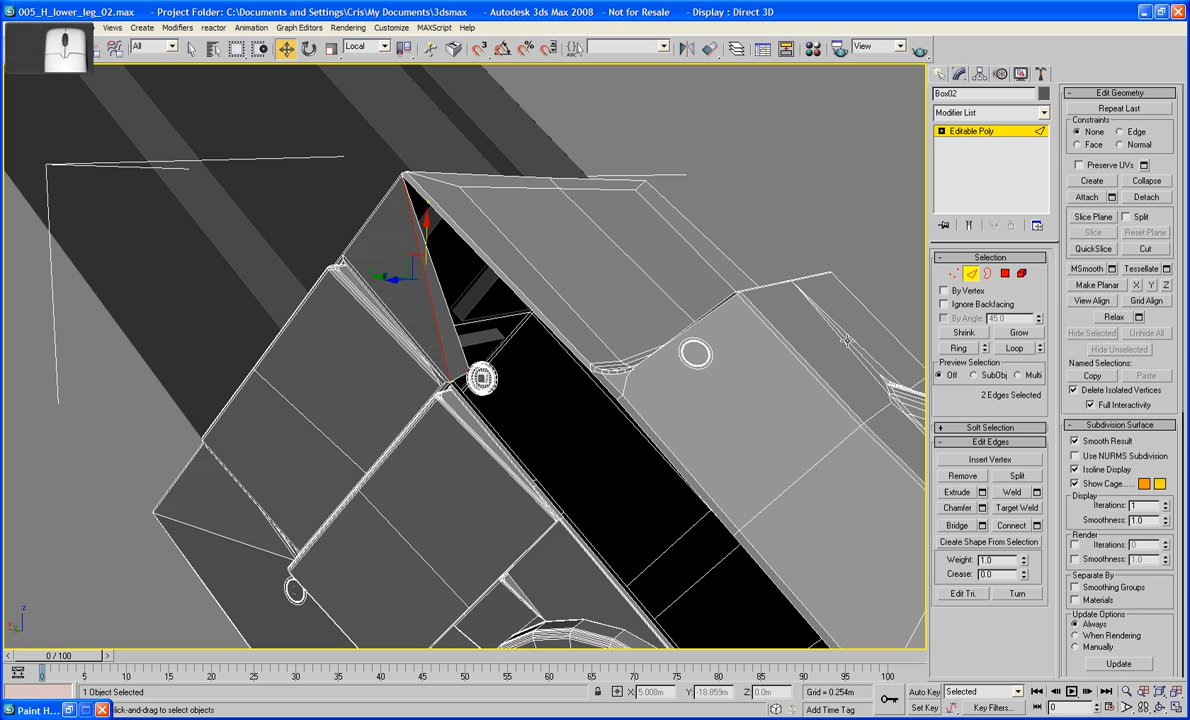 005_H_lower_leg_02.max - Project Folder: C:\Documents and Settings\Cris\My Documents\3dsmax - Autodesk 3ds Max 2008 - Not for Resale - Display : Direct 3D
Views Create Modifiers reactor Animation Graph Editors Rendering Customize MAXScript Help
All Local View
Box02
Modifier List
Editable Poly
Selection
By Vertex
Ignore Backfacing
By Angle: 45.0
Shrink Grow
Ring Loop
Preview Selection
Off SubObj Multi
2 Edges Selected
Soft Selection
Edit Edges
Insert Vertex
Remove Split
Extrude Weld
Chamfer Target Weld
Bridge Connect
Create Shape From Selection
Weight: 1.0
Crease: 0.0
Edit Tri. Turn
Edit Geometry
Repeat Last
Constraints
None Edge
Face Normal
Preserve UVs
Create Collapse
Attach Detach
Slice Plane Split
Slice Reset Plane
QuickSlice Cut
MSmooth Tessellate
Make Planar X Y Z
View Align Grid Align
Relax
Hide Selected Unhide All
Hide Unselected
Named Selections:
Copy Paste
Delete Isolated Vertices
Full Interactivity
Subdivision Surface
Smooth Result
Use NURMS Subdivision
Isoline Display
Show Cage......
Display
Iterations: 1
Smoothness: 1.0
Render
Iterations: 0
Smoothness: 1.0
Separate By
Smoothing Groups
Materials
Update Options
Always
When Rendering
Manually
Update
0 / 100
0 5 10 15 20 25 30 35 40 45 50 55 60 65 70 75 80 85 90 95 100
1 Object Selected X: 5.008m Y: -18.859m Z: 0.0m Grid = 0.254m Auto Key Selected
Paint H... click-and-drag to select objects Add Time Tag Set Key Key Filters... 0